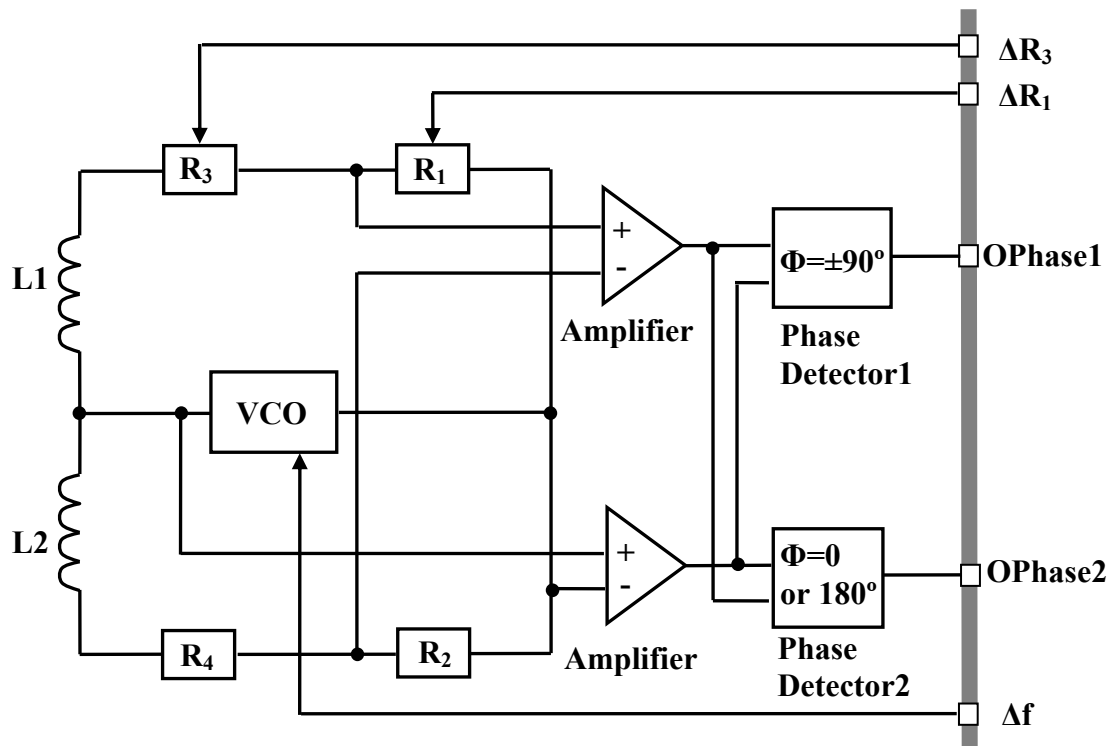 ΔR₃
ΔR₁
R₃
R₁
+
-
Φ=±90º
OPhase1
L1
Amplifier
Phase
Detector1
VCO
L2
+
-
Φ=0
or 180º
OPhase2
R₄
R₂
Amplifier
Phase
Detector2
Δf